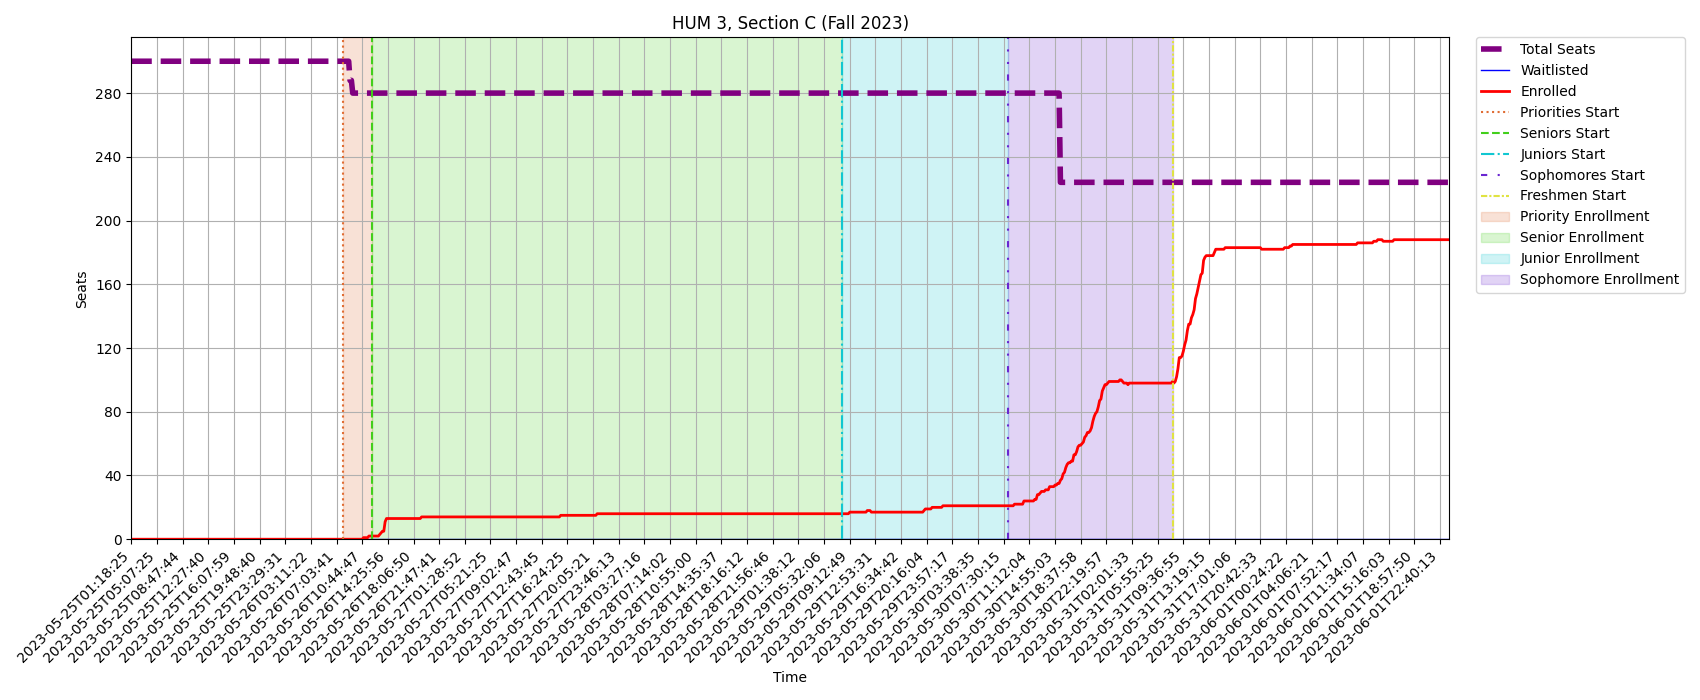 HUM 3, Section C (Fall 2023)
Total Seats
Waitlisted
Enrolled
Priorities Start
Seniors Start
Juniors Start
Sophomores Start
Freshmen Start
Priority Enrollment
Senior Enrollment
Junior Enrollment
Sophomore Enrollment
Seats
280
240
200
160
120
80
40
0
2023-05-25T01:18:25
2023-05-25T05:07:25
2023-05-25T08:47:44
2023-05-25T12:27:40
2023-05-25T16:07:59
2023-05-25T19:48:40
2023-05-25T23:29:31
2023-05-26T03:11:22
2023-05-26T07:03:41
2023-05-26T10:44:47
2023-05-26T14:25:56
2023-05-26T18:06:50
2023-05-26T21:47:41
2023-05-27T01:28:52
2023-05-27T05:21:25
2023-05-27T09:02:47
2023-05-27T12:43:45
2023-05-27T16:24:25
2023-05-27T20:05:21
2023-05-27T23:46:13
2023-05-28T03:27:16
2023-05-28T07:14:02
2023-05-28T10:55:00
2023-05-28T14:35:37
2023-05-28T18:16:12
2023-05-28T21:56:46
2023-05-29T01:38:12
2023-05-29T05:32:06
2023-05-29T09:12:49
2023-05-29T12:53:31
2023-05-29T16:34:42
2023-05-29T20:16:04
2023-05-29T23:57:17
2023-05-30T03:38:35
2023-05-30T07:30:15
2023-05-30T11:12:04
2023-05-30T14:55:03
2023-05-30T18:37:58
2023-05-30T22:19:57
2023-05-31T02:01:33
2023-05-31T05:55:25
2023-05-31T09:36:55
2023-05-31T13:19:15
2023-05-31T17:01:06
2023-05-31T20:42:33
2023-06-01T00:24:22
2023-06-01T04:06:21
2023-06-01T07:52:17
2023-06-01T11:34:07
2023-06-01T15:16:03
2023-06-01T18:57:50
2023-06-01T22:40:13
Time